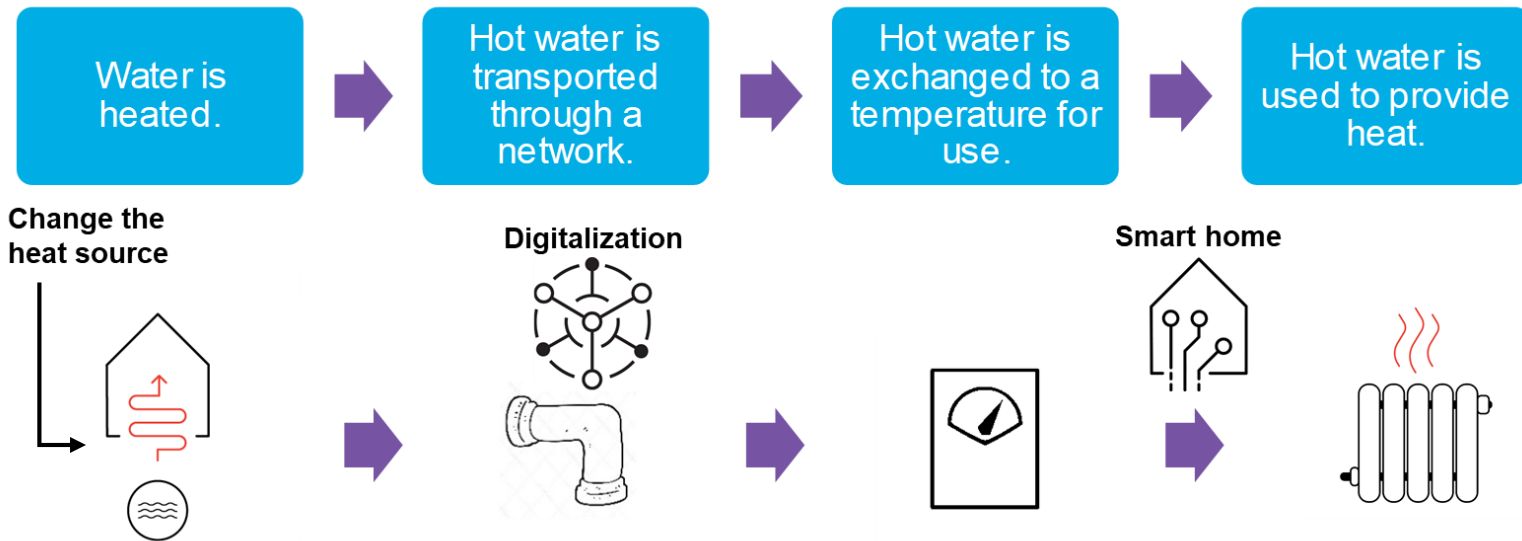 Water is
heated.
Hot water is
transported
through a
network.
Hot water is
exchanged to a
temperature for
use.
Hot water is
used to provide
heat.
Change the
heat source
Digitalization
Smart home